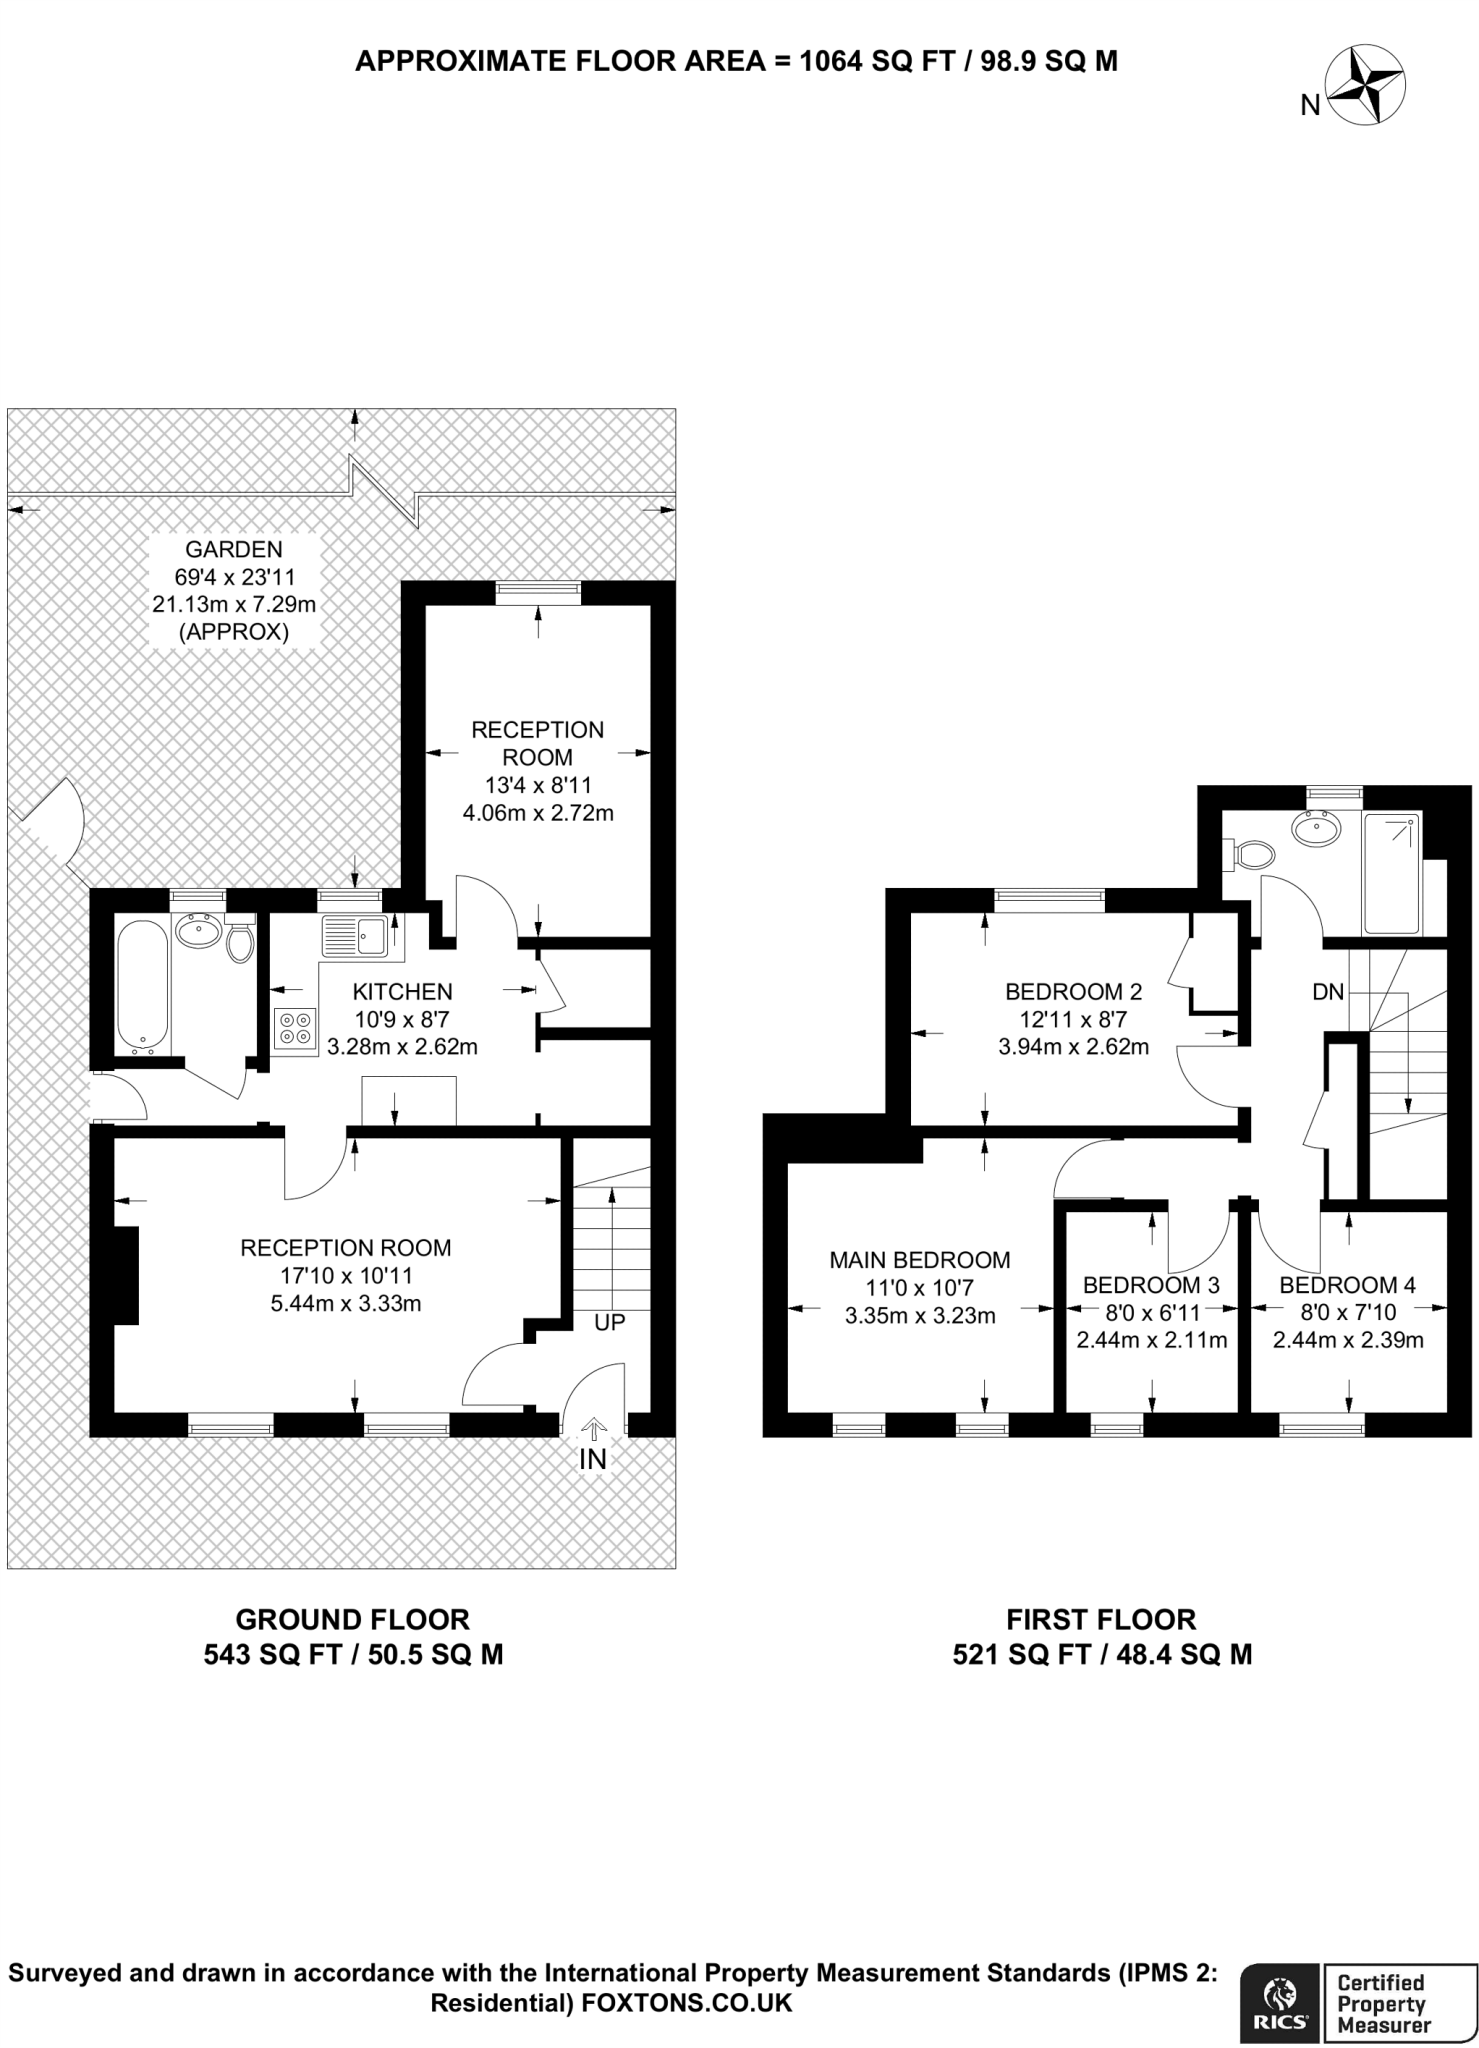 APPROXIMATE FLOOR AREA = 1064 SQ FT / 98.9 SQ M
N
GARDEN
69'4 x 23'11
21.13m x 7.29m
(APPROX)
RECEPTION
ROOM
13'4 x 8'11
4.06m x 2.72m
KITCHEN
10'9 x 8'7
3.28m x 2.62m
RECEPTION ROOM
17'10 x 10'11
5.44m x 3.33m
UP
IN
BEDROOM 2
12'11 x 8'7
3.94m x 2.62m
DN
MAIN BEDROOM
11'0 x 10'7
3.35m x 3.23m
BEDROOM 3
8'0 x 6'11
2.44m x 2.11m
BEDROOM 4
8'0 x 7'10
2.44m x 2.39m
GROUND FLOOR
543 SQ FT / 50.5 SQ M
FIRST FLOOR
521 SQ FT / 48.4 SQ M
Surveyed and drawn in accordance with the International Property Measurement Standards (IPMS 2:
Residential) FOXTONS.CO.UK
RICS
Certified
Property
Measurer